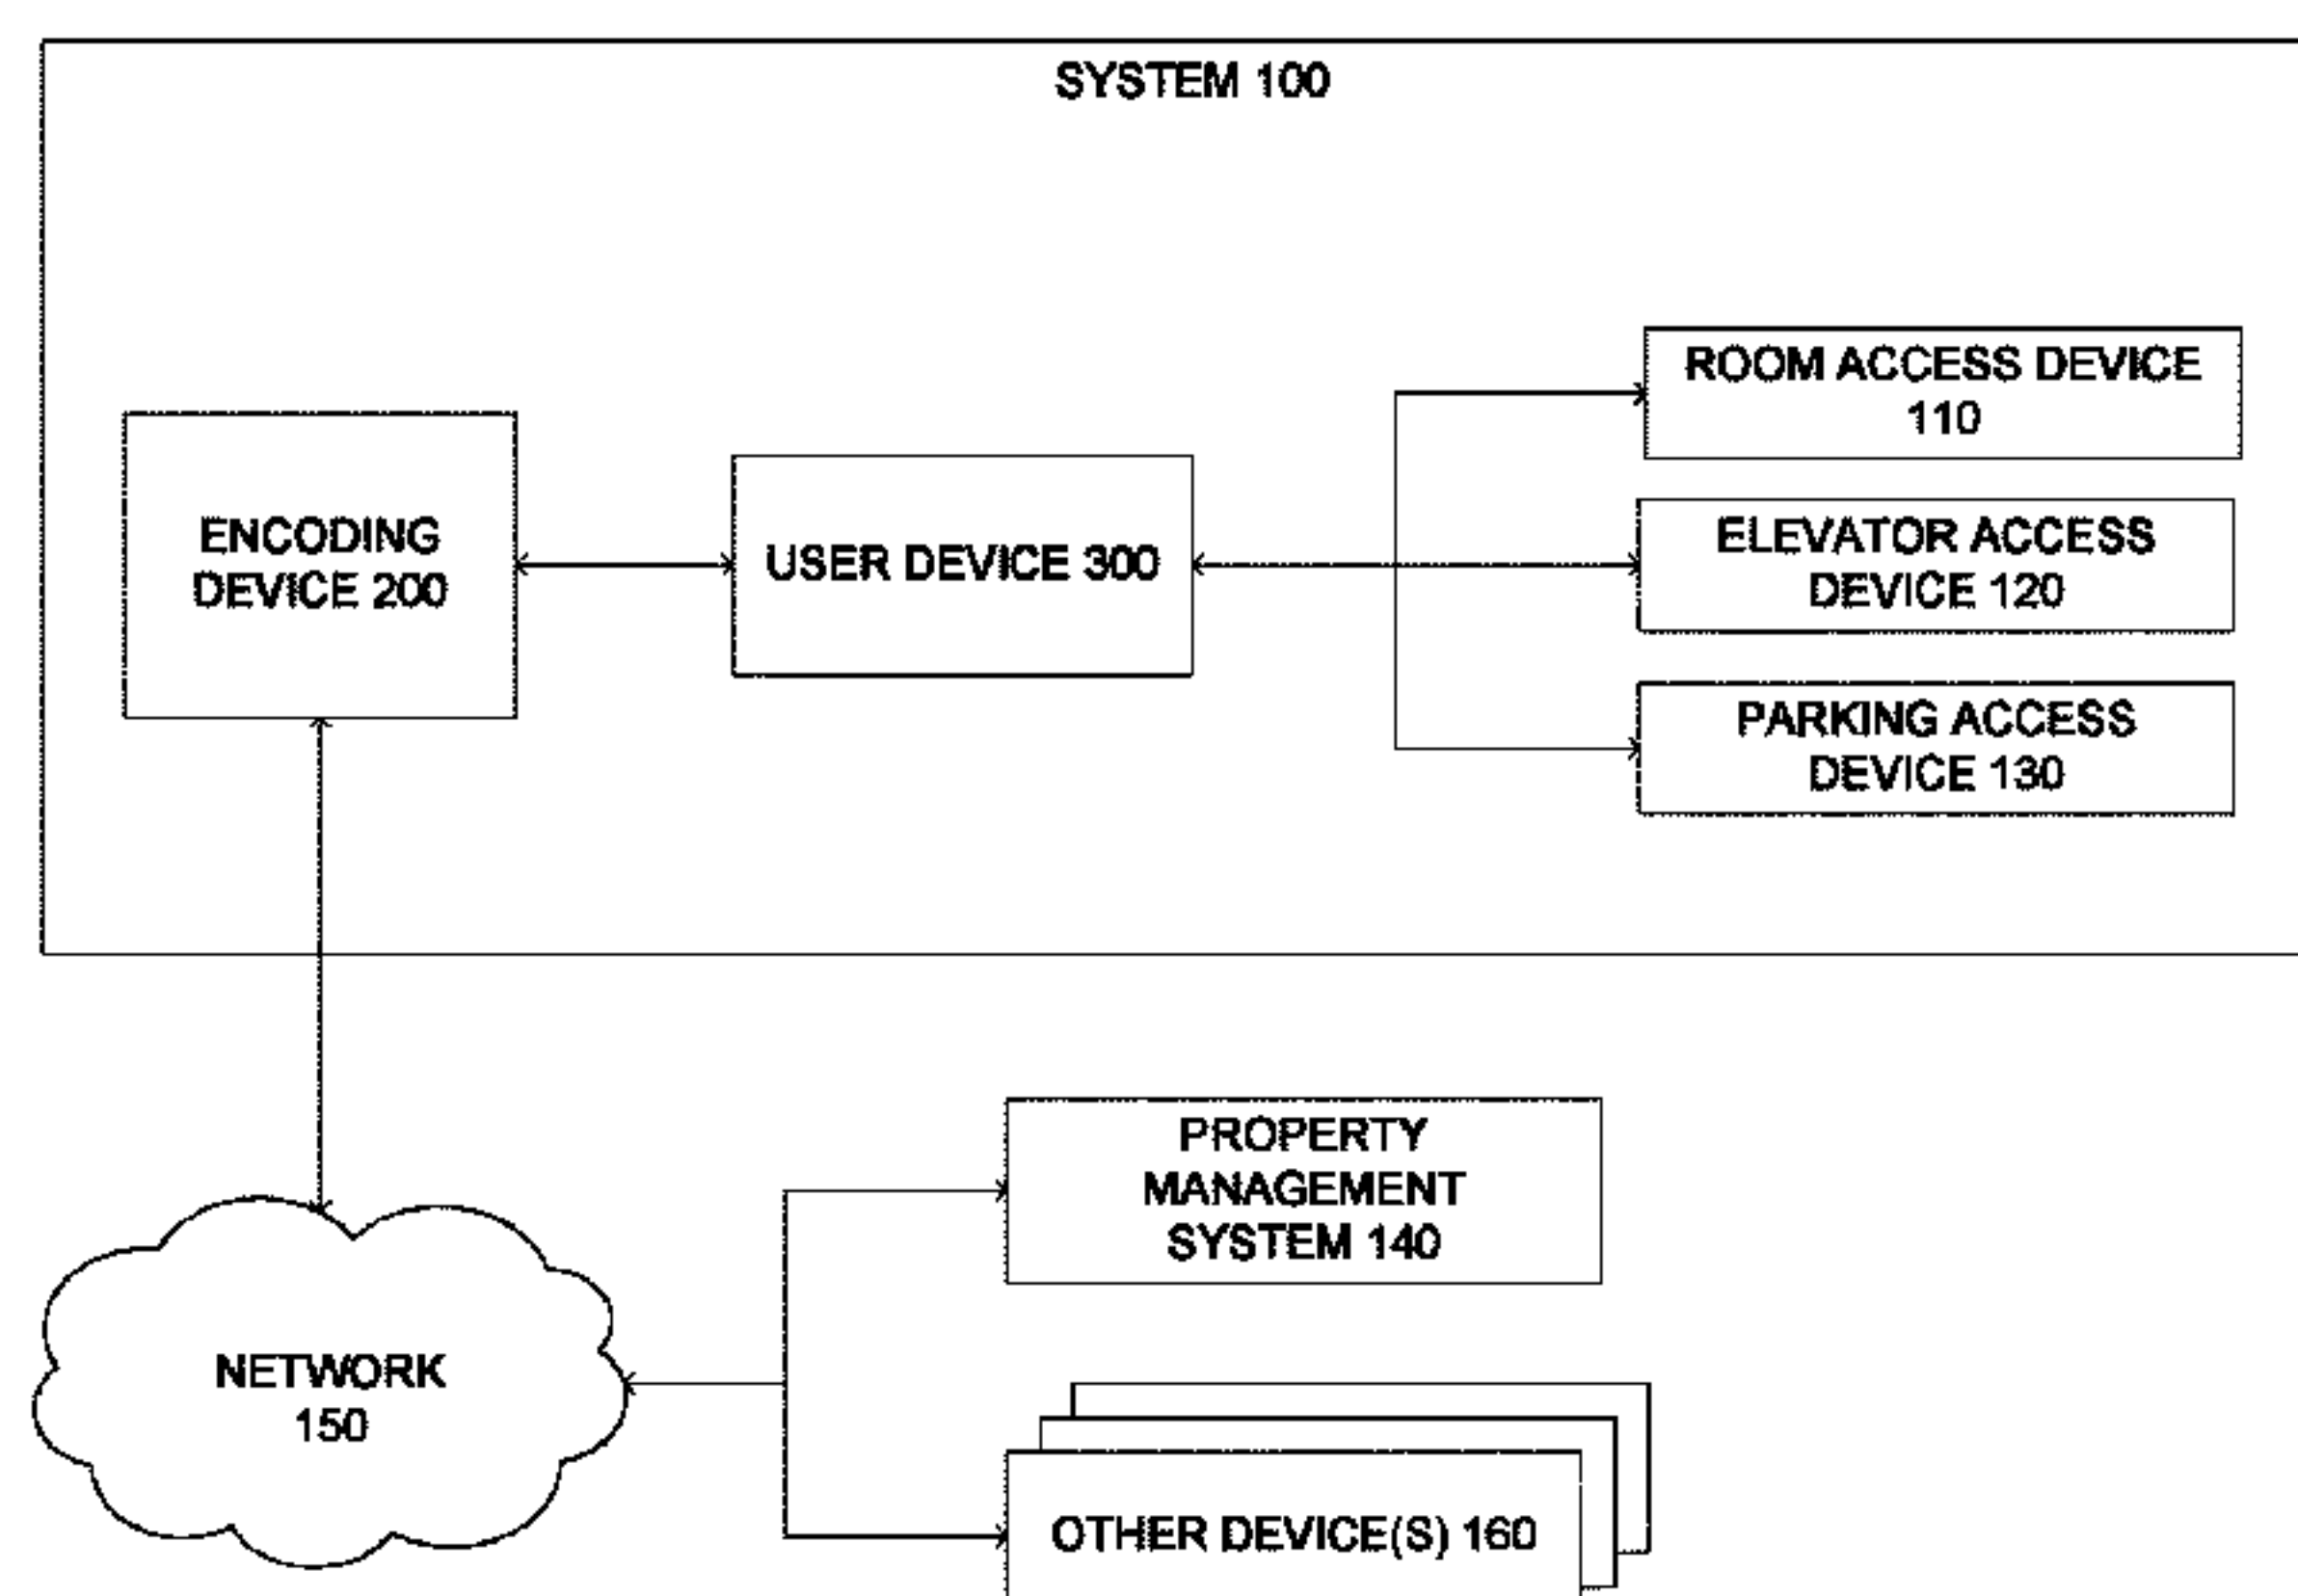 SYSTEM 100
ROOM ACCESS DEVICE
110
ENCODING
DEVICE 200
USER DEVICE 300
ELEVATOR ACCESS
DEVICE 120
PARKING ACCESS
DEVICE 130
PROPERTY
MANAGEMENT
SYSTEM 140
NETWORK
150
OTHER DEVICE(S) 160